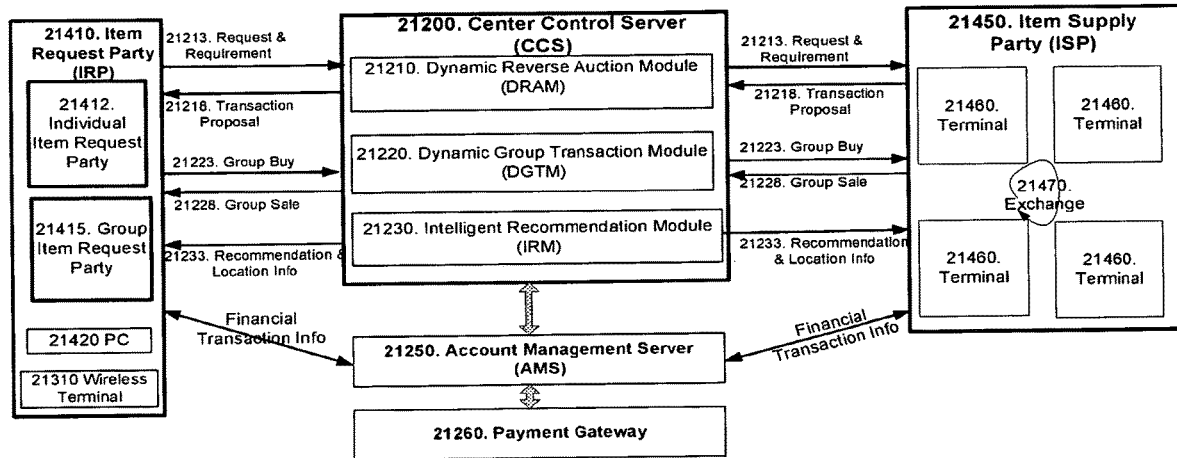 21410. Item
Request Party
(IRP)
21412.
Individual
Item Request
Party
21415. Group
Item Request
Party
21420 PC
21310 Wireless
Terminal
21213. Request &
Requirement
21218. Transaction
Proposal
21223. Group Buy
21228. Group Sale
21233. Recommendation &
Location Info
Financial
Transaction Info
21200. Center Control Server
(CCS)
21210. Dynamic Reverse Auction Module
(DRAM)
21220. Dynamic Group Transaction Module
(DGTM)
21230. Intelligent Recommendation Module
(IRM)
21250. Account Management Server
(AMS)
21260. Payment Gateway
21213. Request &
Requirement
21218. Transaction
Proposal
21223. Group Buy
21228. Group Sale
21233. Recommendation
& Location Info
Financial
Transaction Info
21450. Item Supply
Party (ISP)
21460.
Terminal
21460.
Terminal
21470.
Exchange
21460.
Terminal
21460.
Terminal